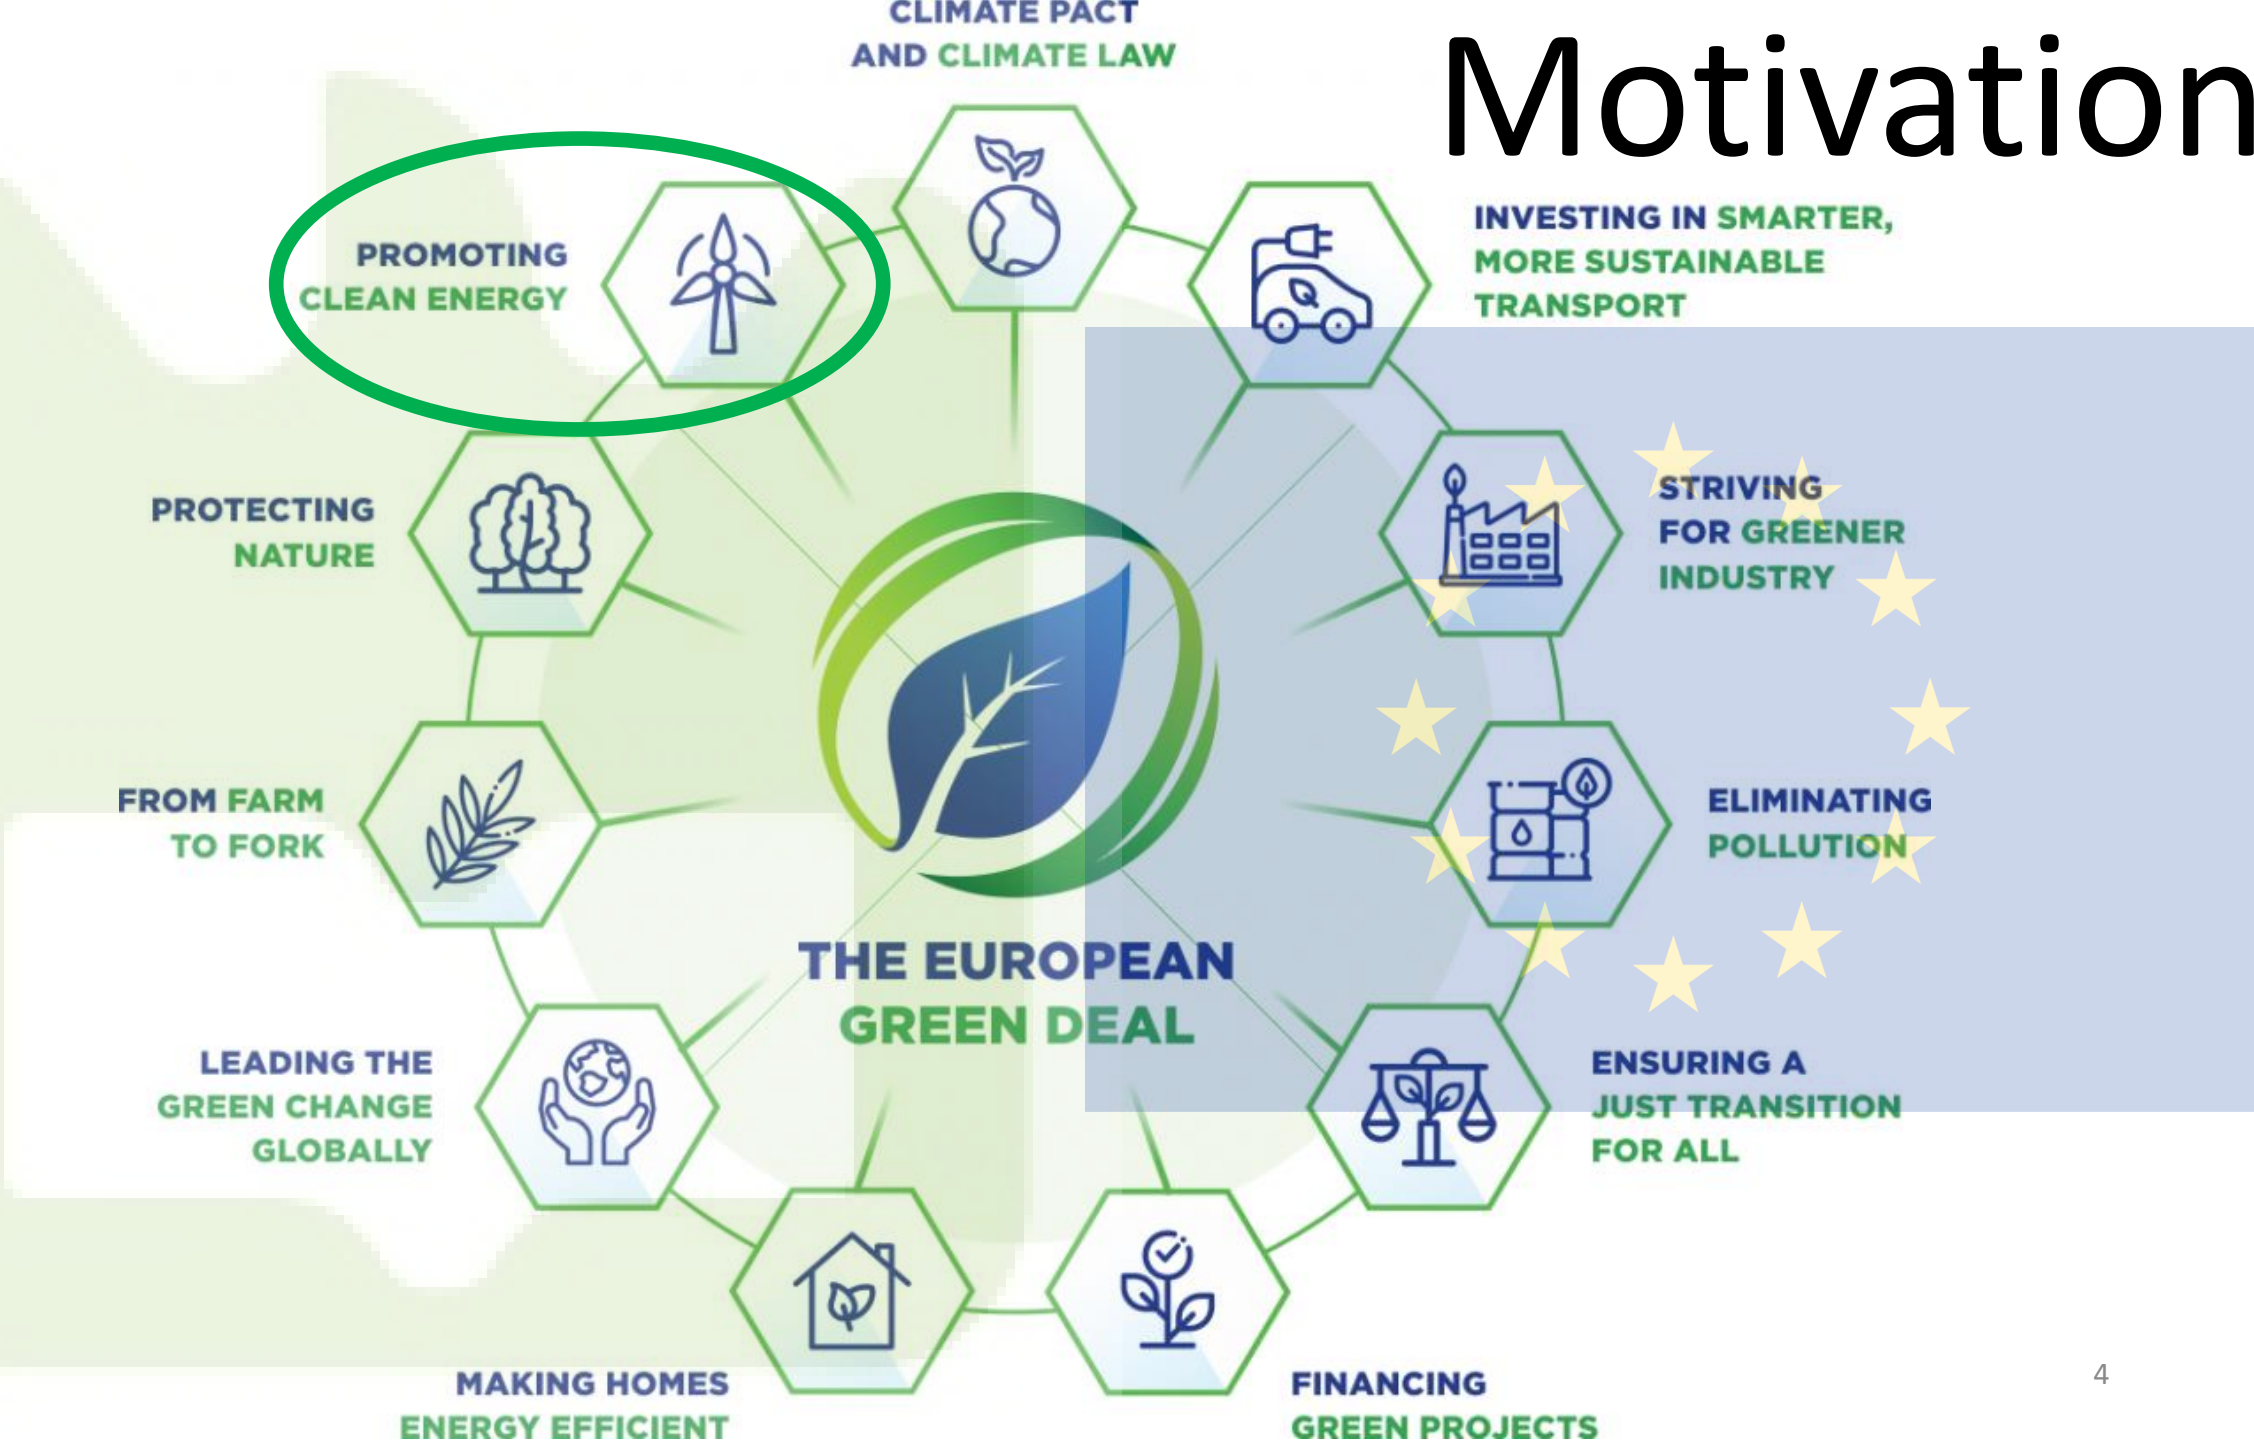 Motivation
CLIMATE PACT
AND CLIMATE LAW
INVESTING IN SMARTER,
MORE SUSTAINABLE
TRANSPORT
STRIVING
FOR GREENER
INDUSTRY
ELIMINATING
POLLUTION
ENSURING A
JUST TRANSITION
FOR ALL
FINANCING
GREEN PROJECTS
MAKING HOMES
ENERGY EFFICIENT
LEADING THE
GREEN CHANGE
GLOBALLY
FROM FARM
TO FORK
PROTECTING
NATURE
PROMOTING
CLEAN ENERGY
THE EUROPEAN
GREEN DEAL
4